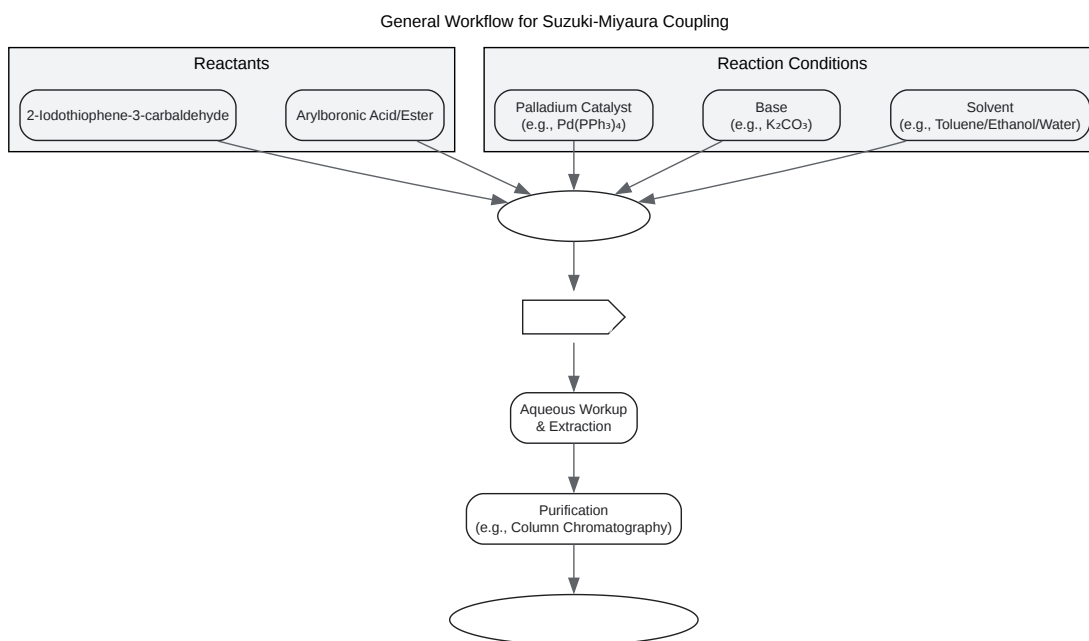 General Workflow for Suzuki-Miyaura Coupling
Reactants
Reaction Conditions
2-Iodothiophene-3-carbaldehyde
Arylboronic Acid/Ester
Palladium Catalyst
(e.g., Pd(PPh₃)₄)
Base
(e.g., K₂CO₃)
Solvent
(e.g., Toluene/Ethanol/Water)
Aqueous Workup
& Extraction
Purification
(e.g., Column Chromatography)